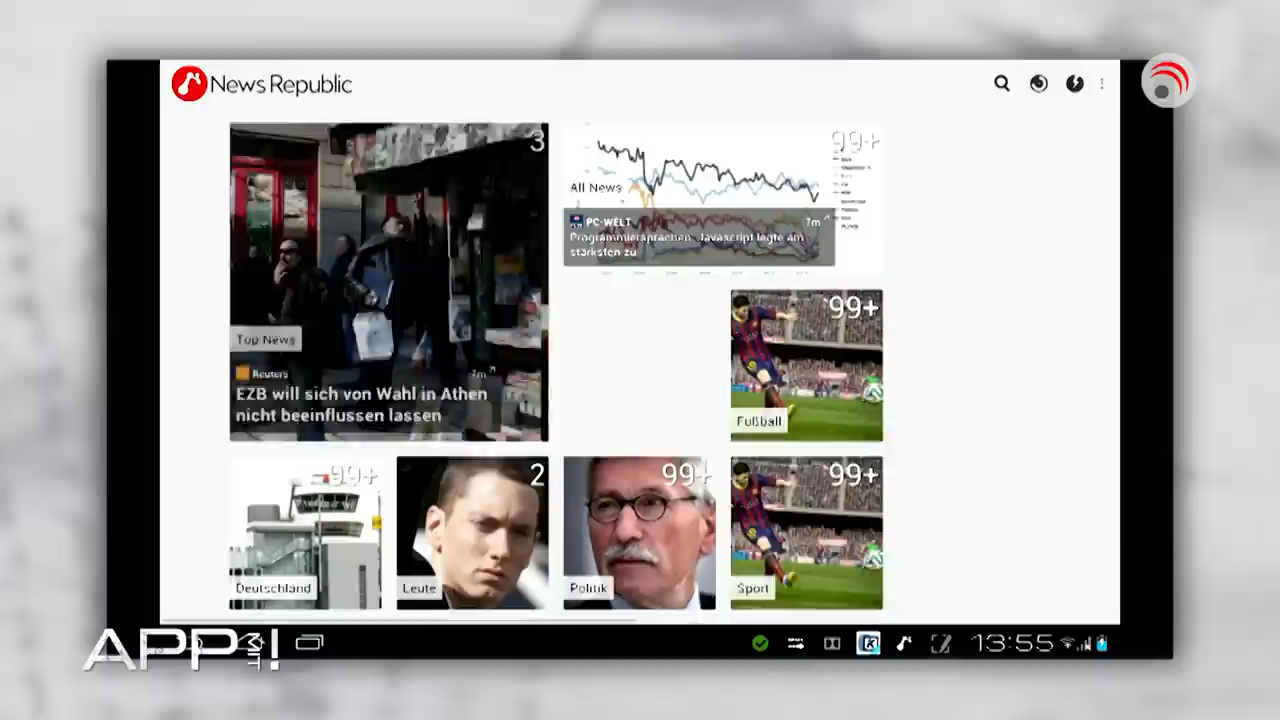 News Republic
3
99+
All News
PC-WELT
7m
Programmiersprachen: Javascript legte am
stärksten zu
Top News
Reuters
7m
EZB will sich von Wahl in Athen
nicht beeinflussen lassen
99+
Fußball
99+
2
99+
99+
Deutschland
Leute
Politik
Sport
APP
!
13:55